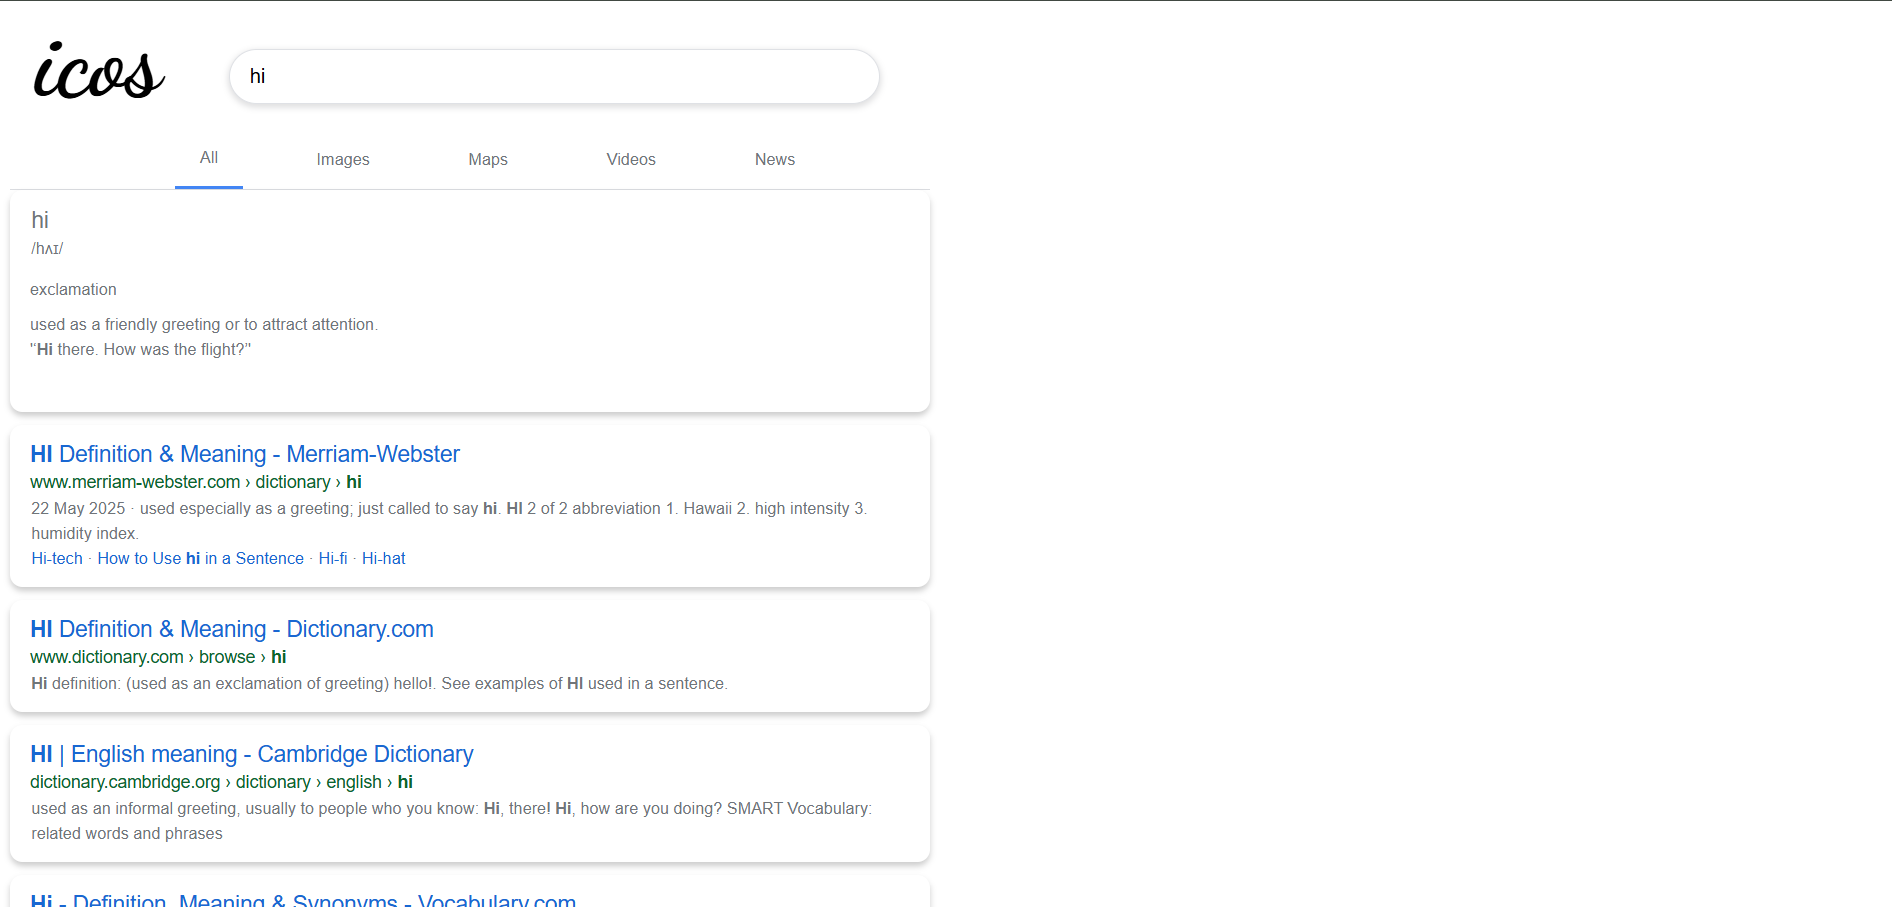 icos
hi
All Images Maps Videos News
hi
/hʌɪ/
exclamation
used as a friendly greeting or to attract attention.
"Hi there. How was the flight?"
HI Definition & Meaning - Merriam-Webster
www.merriam-webster.com › dictionary › hi
22 May 2025 · used especially as a greeting; just called to say hi. HI 2 of 2 abbreviation 1. Hawaii 2. high intensity 3.
humidity index.
Hi-tech · How to Use hi in a Sentence · Hi-fi · Hi-hat
HI Definition & Meaning - Dictionary.com
www.dictionary.com › browse › hi
Hi definition: (used as an exclamation of greeting) hello!. See examples of HI used in a sentence.
HI | English meaning - Cambridge Dictionary
dictionary.cambridge.org › dictionary › english › hi
used as an informal greeting, usually to people who you know: Hi, there! Hi, how are you doing? SMART Vocabulary:
related words and phrases
Hi - Definition, Meaning & Synonyms - Vocabulary.com